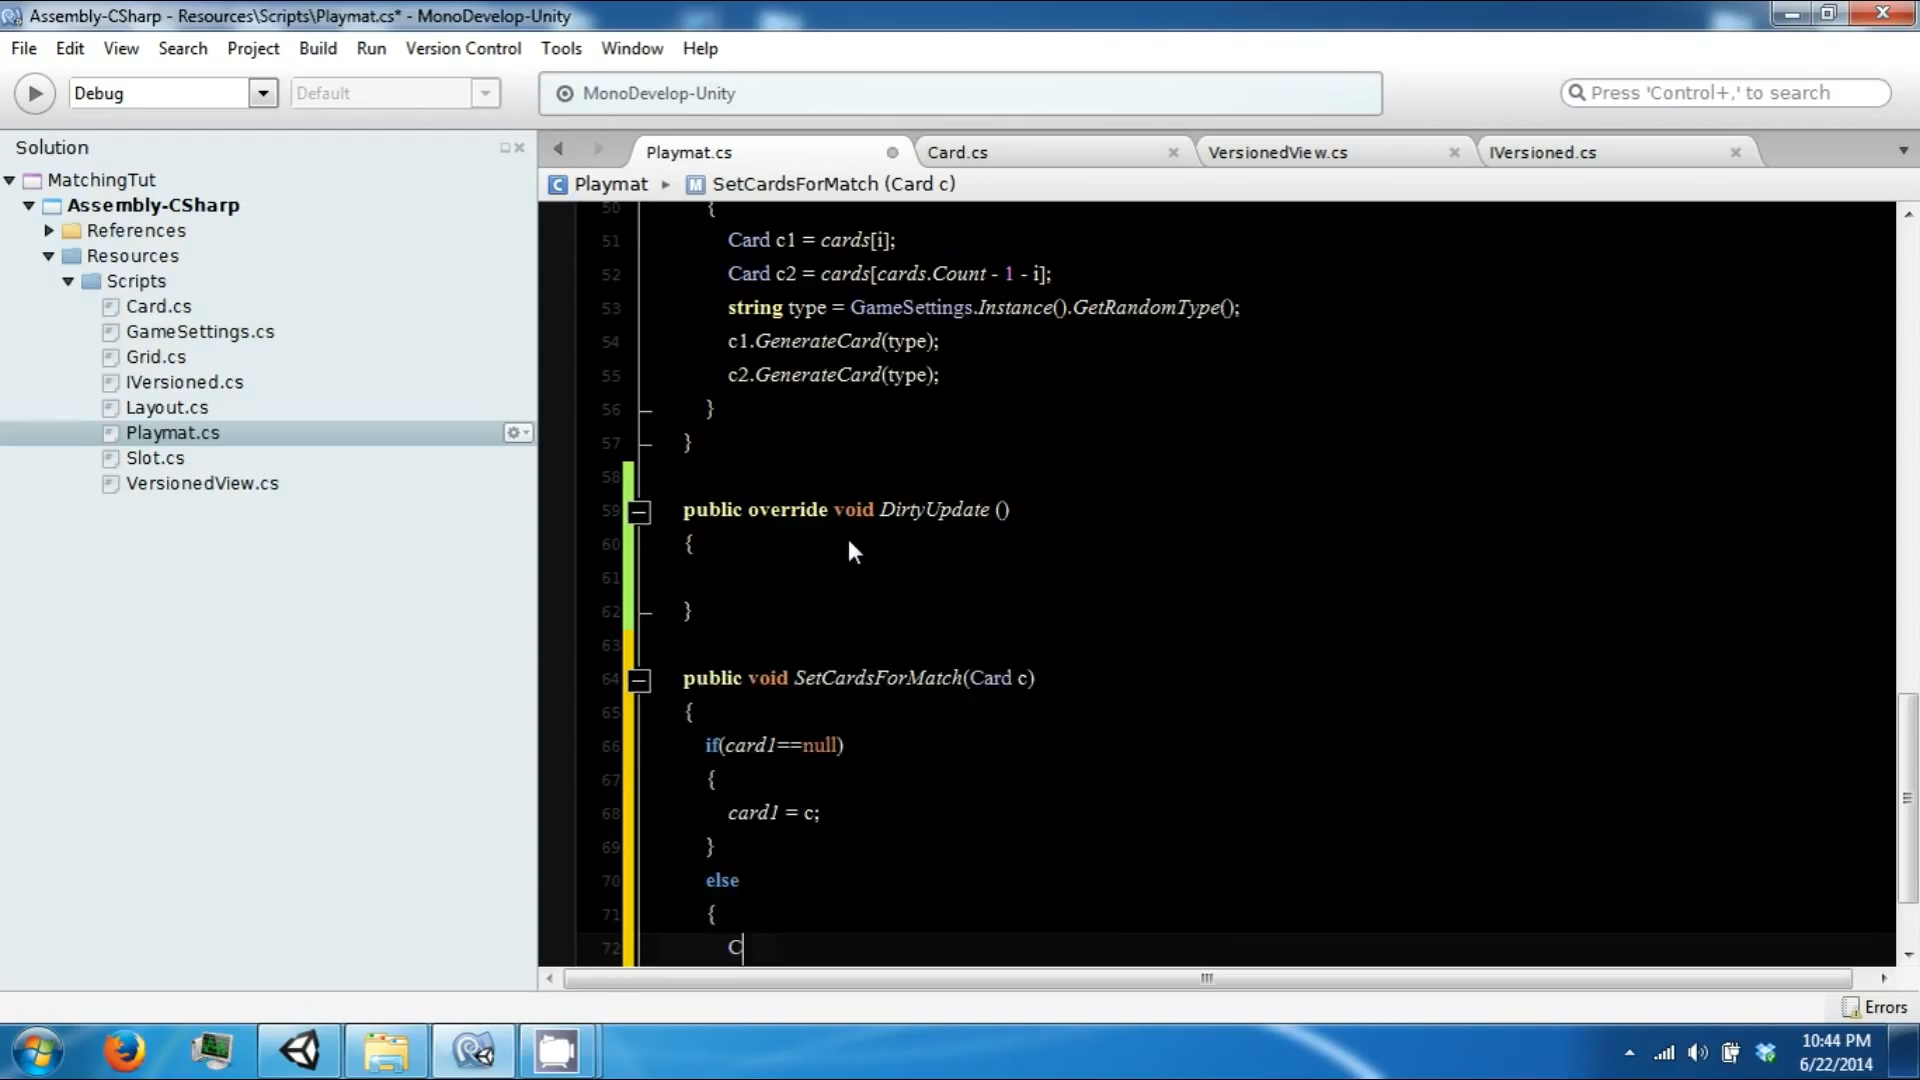 Assembly-CSharp - Resources\Scripts\Playmat.cs* - MonoDevelop-Unity
File Edit View Search Project Build Run Version Control Tools Window Help
Debug Default MonoDevelop-Unity Press 'Control+,' to search
Solution
MatchingTut
Assembly-CSharp
References
Resources
Scripts
Card.cs
GameSettings.cs
Grid.cs
IVersioned.cs
Layout.cs
Playmat.cs
Slot.cs
VersionedView.cs
Playmat.cs Card.cs VersionedView.cs IVersioned.cs
Playmat SetCardsForMatch (Card c)
50 {
51 Card c1 = cards[i];
52 Card c2 = cards[cards.Count - 1 - i];
53 string type = GameSettings.Instance().GetRandomType();
54 c1.GenerateCard(type);
55 c2.GenerateCard(type);
56 }
57 }
58
59 public override void DirtyUpdate ()
60 {
61
62 }
63
64 public void SetCardsForMatch(Card c)
65 {
66 if(card1==null)
67 {
68 card1 = c;
69 }
70 else
71 {
72 C
Errors
10:44 PM
6/22/2014